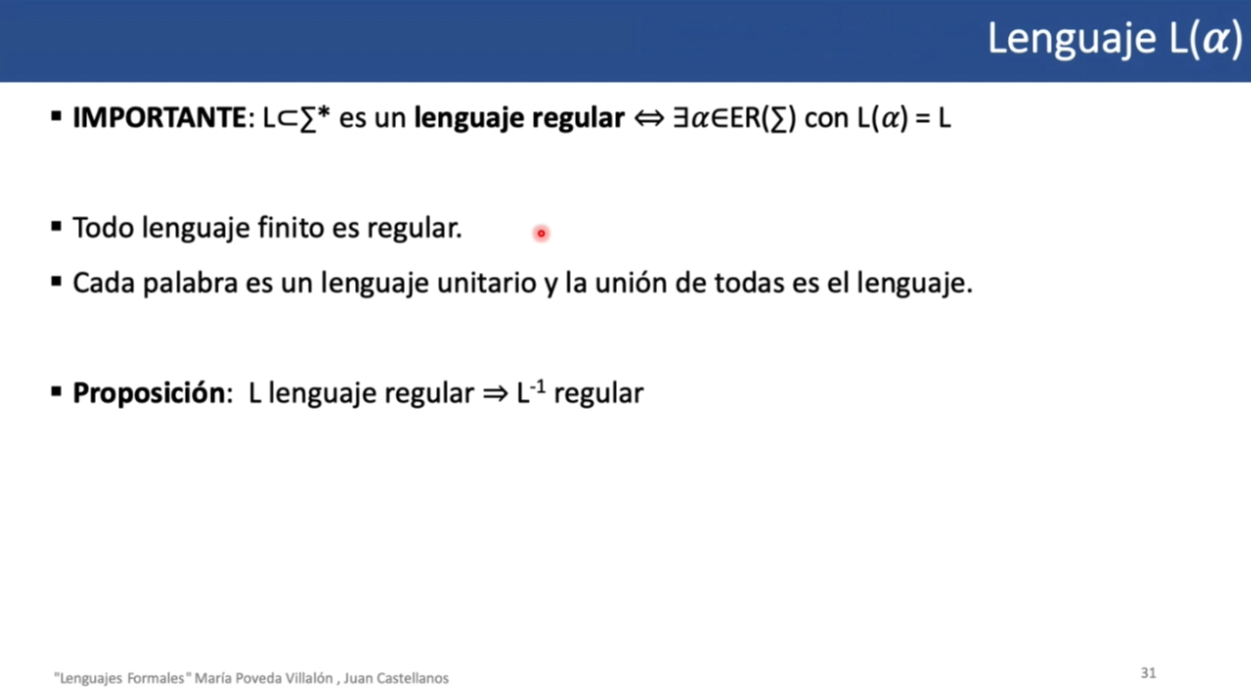 Lenguaje L(𝜶)
▪ IMPORTANTE: L⊂∑* es un lenguaje regular ⇔ ∃𝛼∈ER(∑) con L(𝛼) = L
▪ Todo lenguaje finito es regular.
▪ Cada palabra es un lenguaje unitario y la unión de todas es el lenguaje.
▪ Proposición: L lenguaje regular ⇒ L⁻¹ regular
"Lenguajes Formales" María Poveda Villalón , Juan Castellanos
31